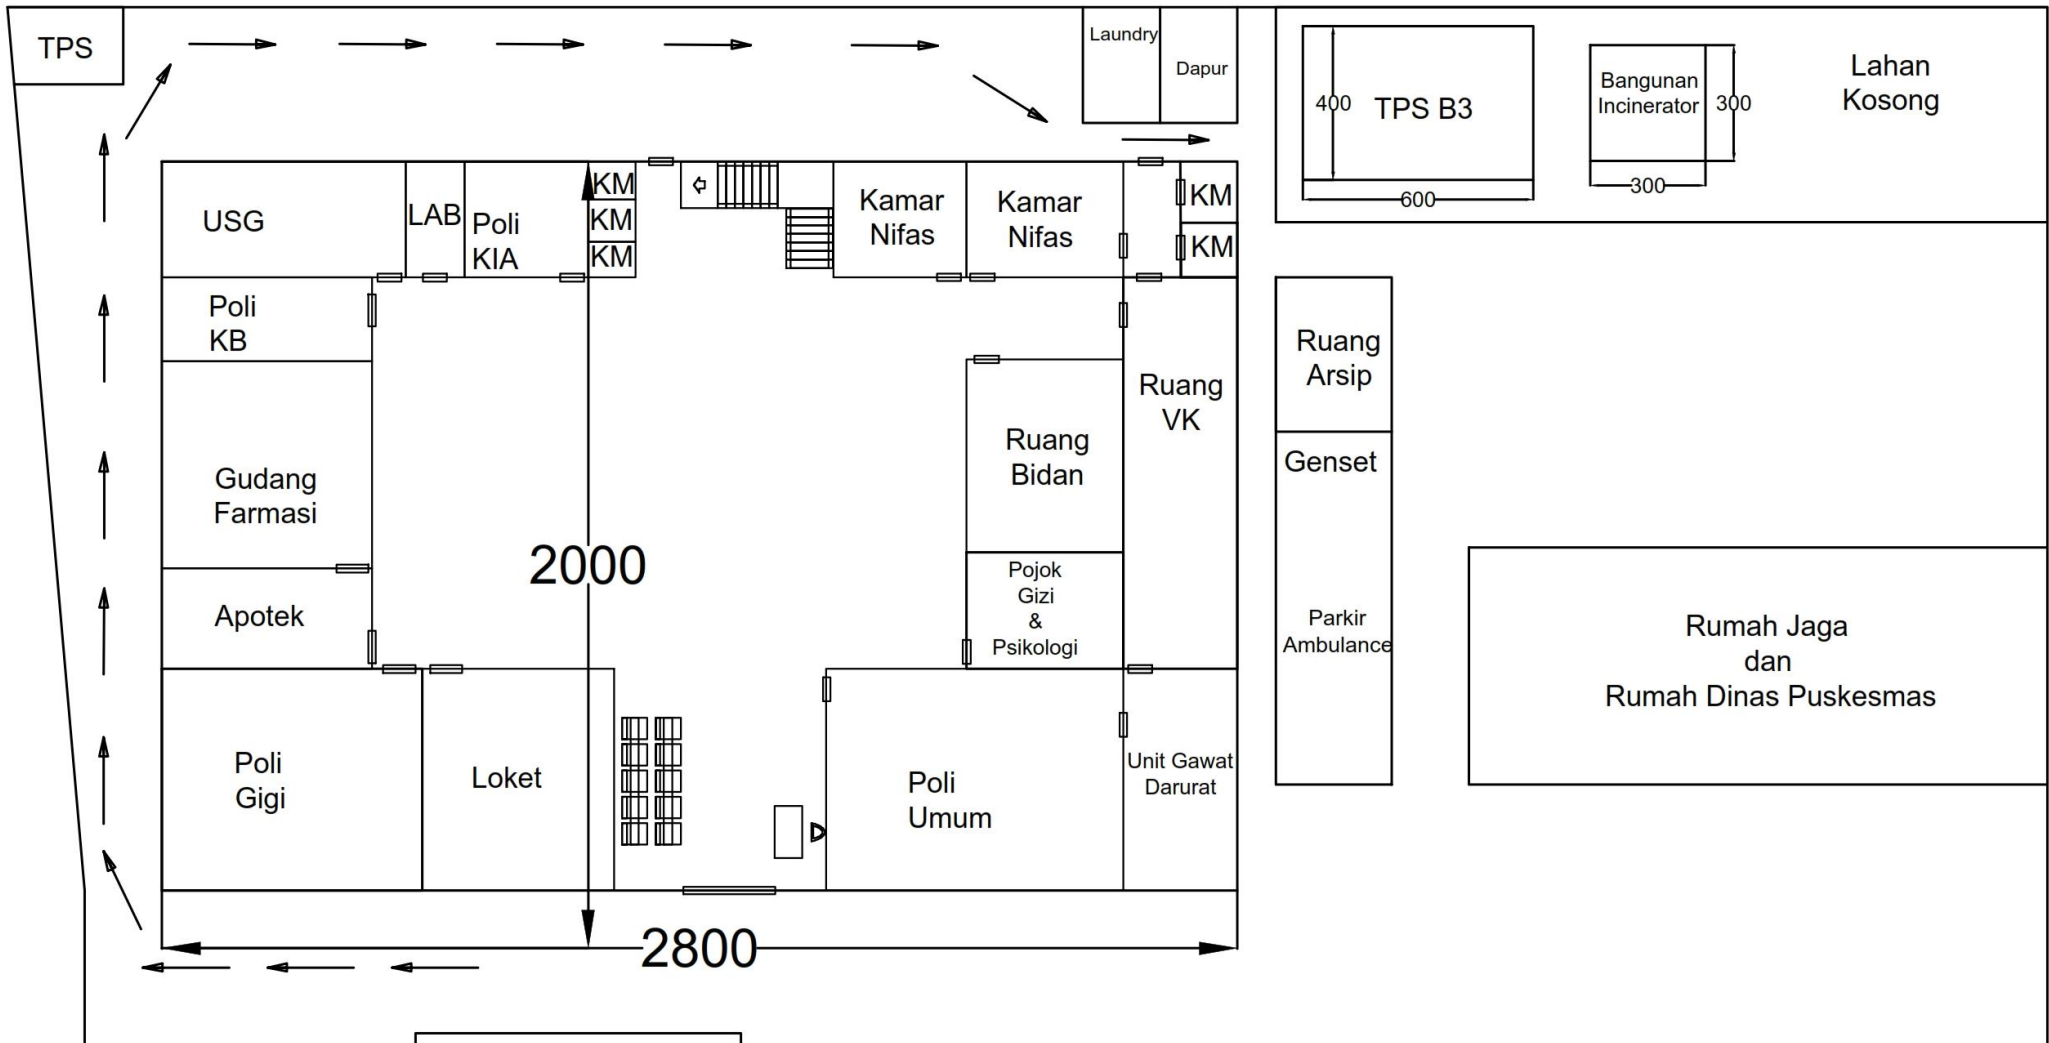 TPS
Laundry
Dapur
400
TPS B3
600
Bangunan
Incinerator
300
300
Lahan
Kosong
USG
LAB
Poli
KIA
KM
KM
KM
Kamar
Nifas
Kamar
Nifas
KM
KM
Poli
KB
Ruang
VK
Ruang
Arsip
Gudang
Farmasi
Ruang
Bidan
Genset
2000
Apotek
Pojok
Gizi
&
Psikologi
Parkir
Ambulance
Rumah Jaga
dan
Rumah Dinas Puskesmas
Poli
Gigi
Loket
Poli
Umum
Unit Gawat
Darurat
2800